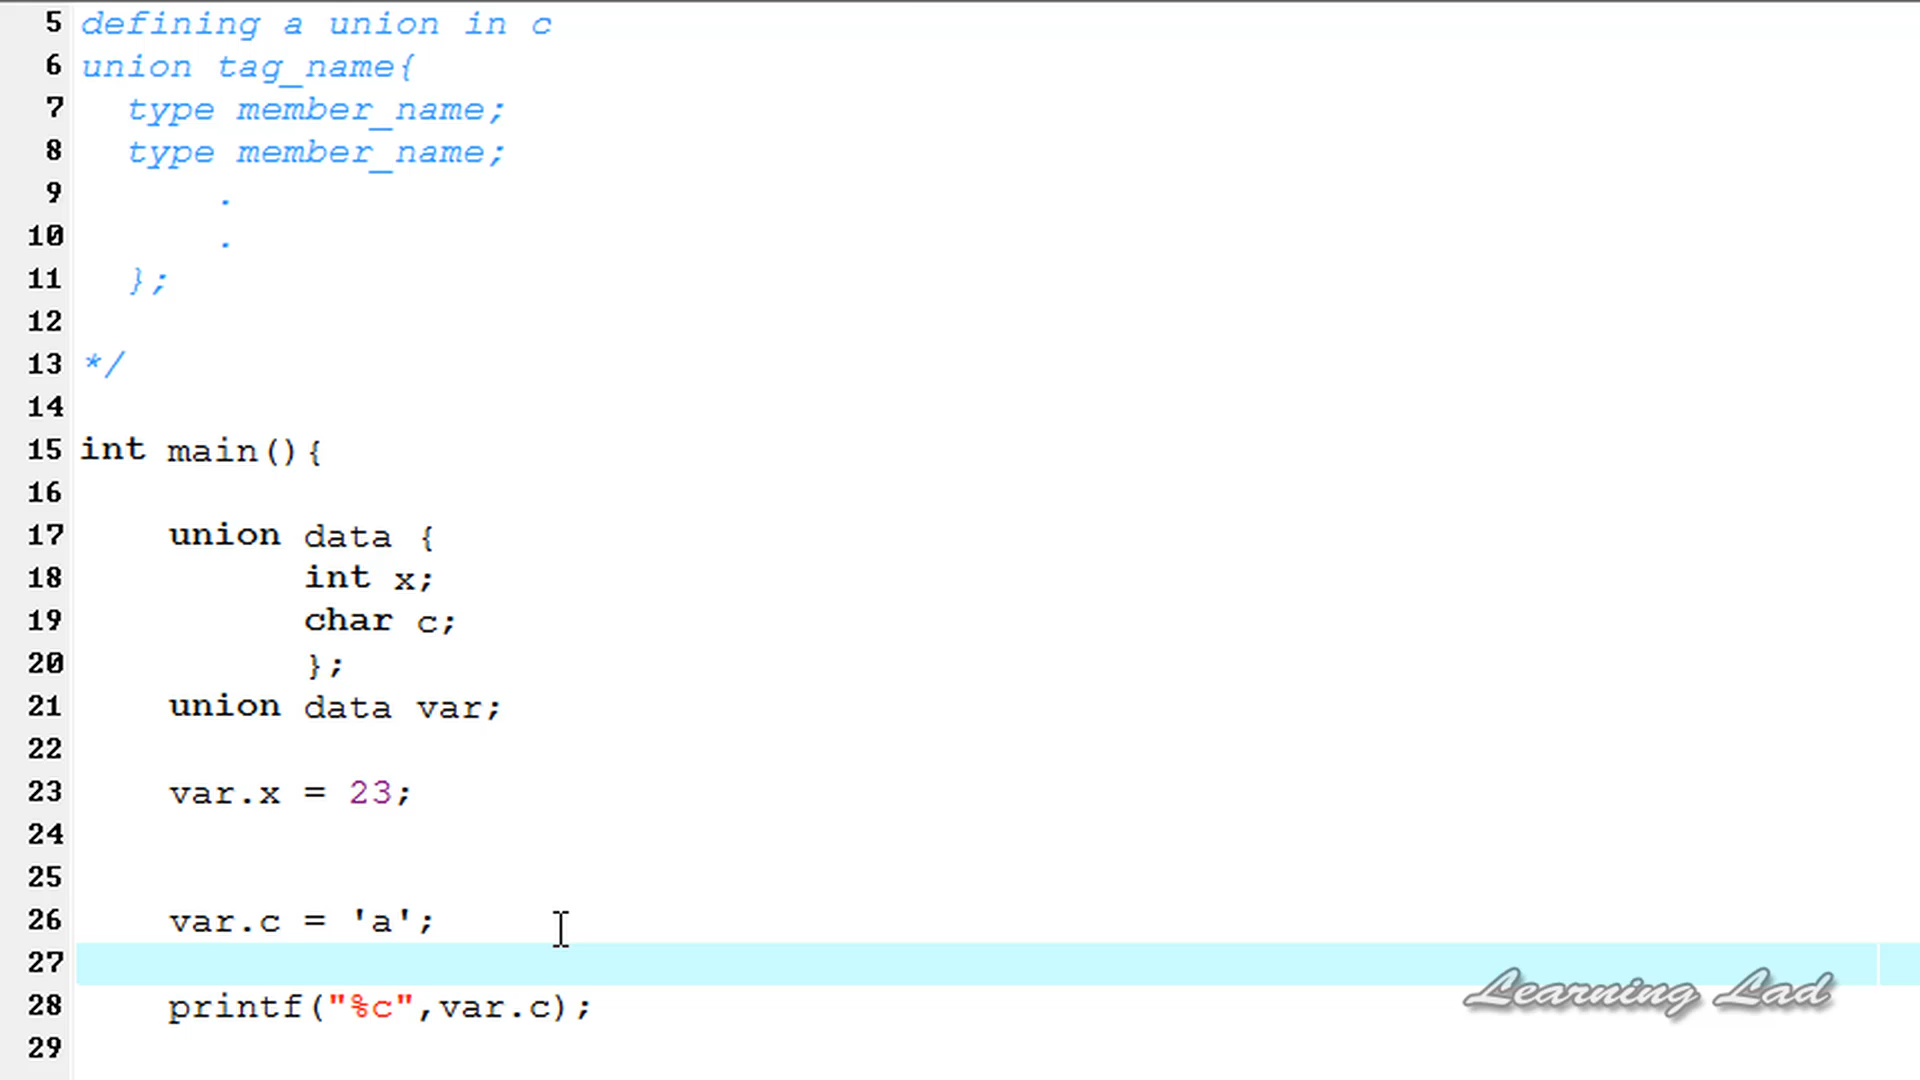 5 defining a union in c
6 union tag_name{
7 type member_name;
8 type member_name;
9 .
10 .
11 };
12
13 */
14
15 int main(){
16
17 union data {
18 int x;
19 char c;
20 };
21 union data var;
22
23 var.x = 23;
24
25
26 var.c = 'a';
27
28 printf("%c",var.c);
29
Learning Lad